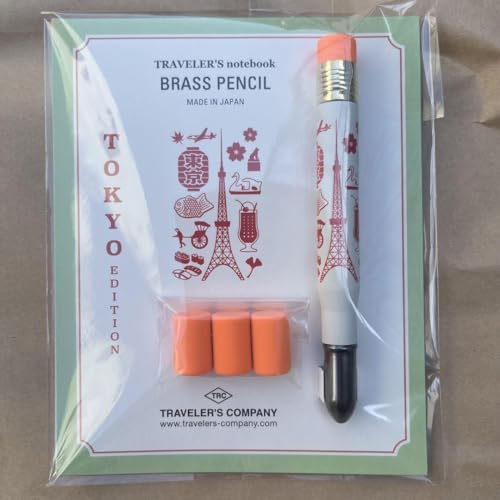 TRAVELER'S notebook
BRASS PENCIL
MADE IN JAPAN
TOKYO EDITION
東京
TRC
TRAVELER'S COMPANY
www.travelers-company.com